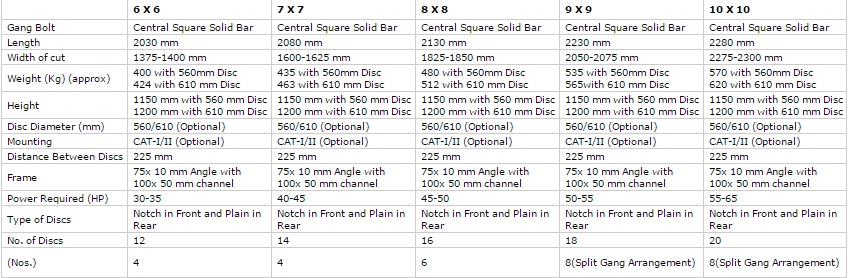 6 X 6 7 X 7 8 X 8 9 X 9 10 X 10
Gang Bolt Central Square Solid Bar Central Square Solid Bar Central Square Solid Bar Central Square Solid Bar Central Square Solid Bar
Length 2030 mm 2080 mm 2130 mm 2230 mm 2280 mm
Width of cut 1375-1400 mm 1600-1625 mm 1825-1850 mm 2050-2075 mm 2275-2300 mm
Weight (Kg) (approx) 400 with 560mm Disc 435 with 560mm Disc 480 with 560mm Disc 535 with 560mm Disc 570 with 560mm Disc
424 with 610 mm Disc 463 with 610 mm Disc 512 with 610 mm Disc 565with 610 mm Disc 620 with 610 mm Disc
Height 1150 mm with 560 mm Disc 1150 mm with 560 mm Disc 1150 mm with 560 mm Disc 1150 mm with 560 mm Disc 1150 mm with 560 mm Disc
1200 mm with 610 mm Disc 1200 mm with 610 mm Disc 1200 mm with 610 mm Disc 1200 mm with 610 mm Disc 1200 mm with 610 mm Disc
Disc Diameter (mm) 560/610 (Optional) 560/610 (Optional) 560/610 (Optional) 560/610 (Optional) 560/610 (Optional)
Mounting CAT-I/II (Optional) CAT-I/II (Optional) CAT-I/II (Optional) CAT-I/II (Optional) CAT-I/II (Optional)
Distance Between Discs 225 mm 225 mm 225 mm 225 mm 225 mm
Frame 75x 10 mm Angle with 75x 10 mm Angle with 75x 10 mm Angle with 75x 10 mm Angle with 75x 10 mm Angle with
100x 50 mm channel 100x 50 mm channel 100x 50 mm channel 100x 50 mm channel 100x 50 mm channel
Power Required (HP) 30-35 40-45 45-50 50-55 55-65
Type of Discs Notch in Front and Plain in Notch in Front and Plain in Notch in Front and Plain in Notch in Front and Plain in Notch in Front and Plain in
Rear Rear Rear Rear Rear
No. of Discs 12 14 16 18 20
(Nos.) 4 4 6 8(Split Gang Arrangement) 8(Split Gang Arrangement)